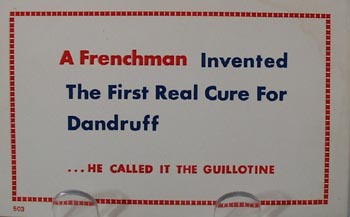 A Frenchman Invented
The First Real Cure For
Dandruff
...HE CALLED IT THE GUILLOTINE
503